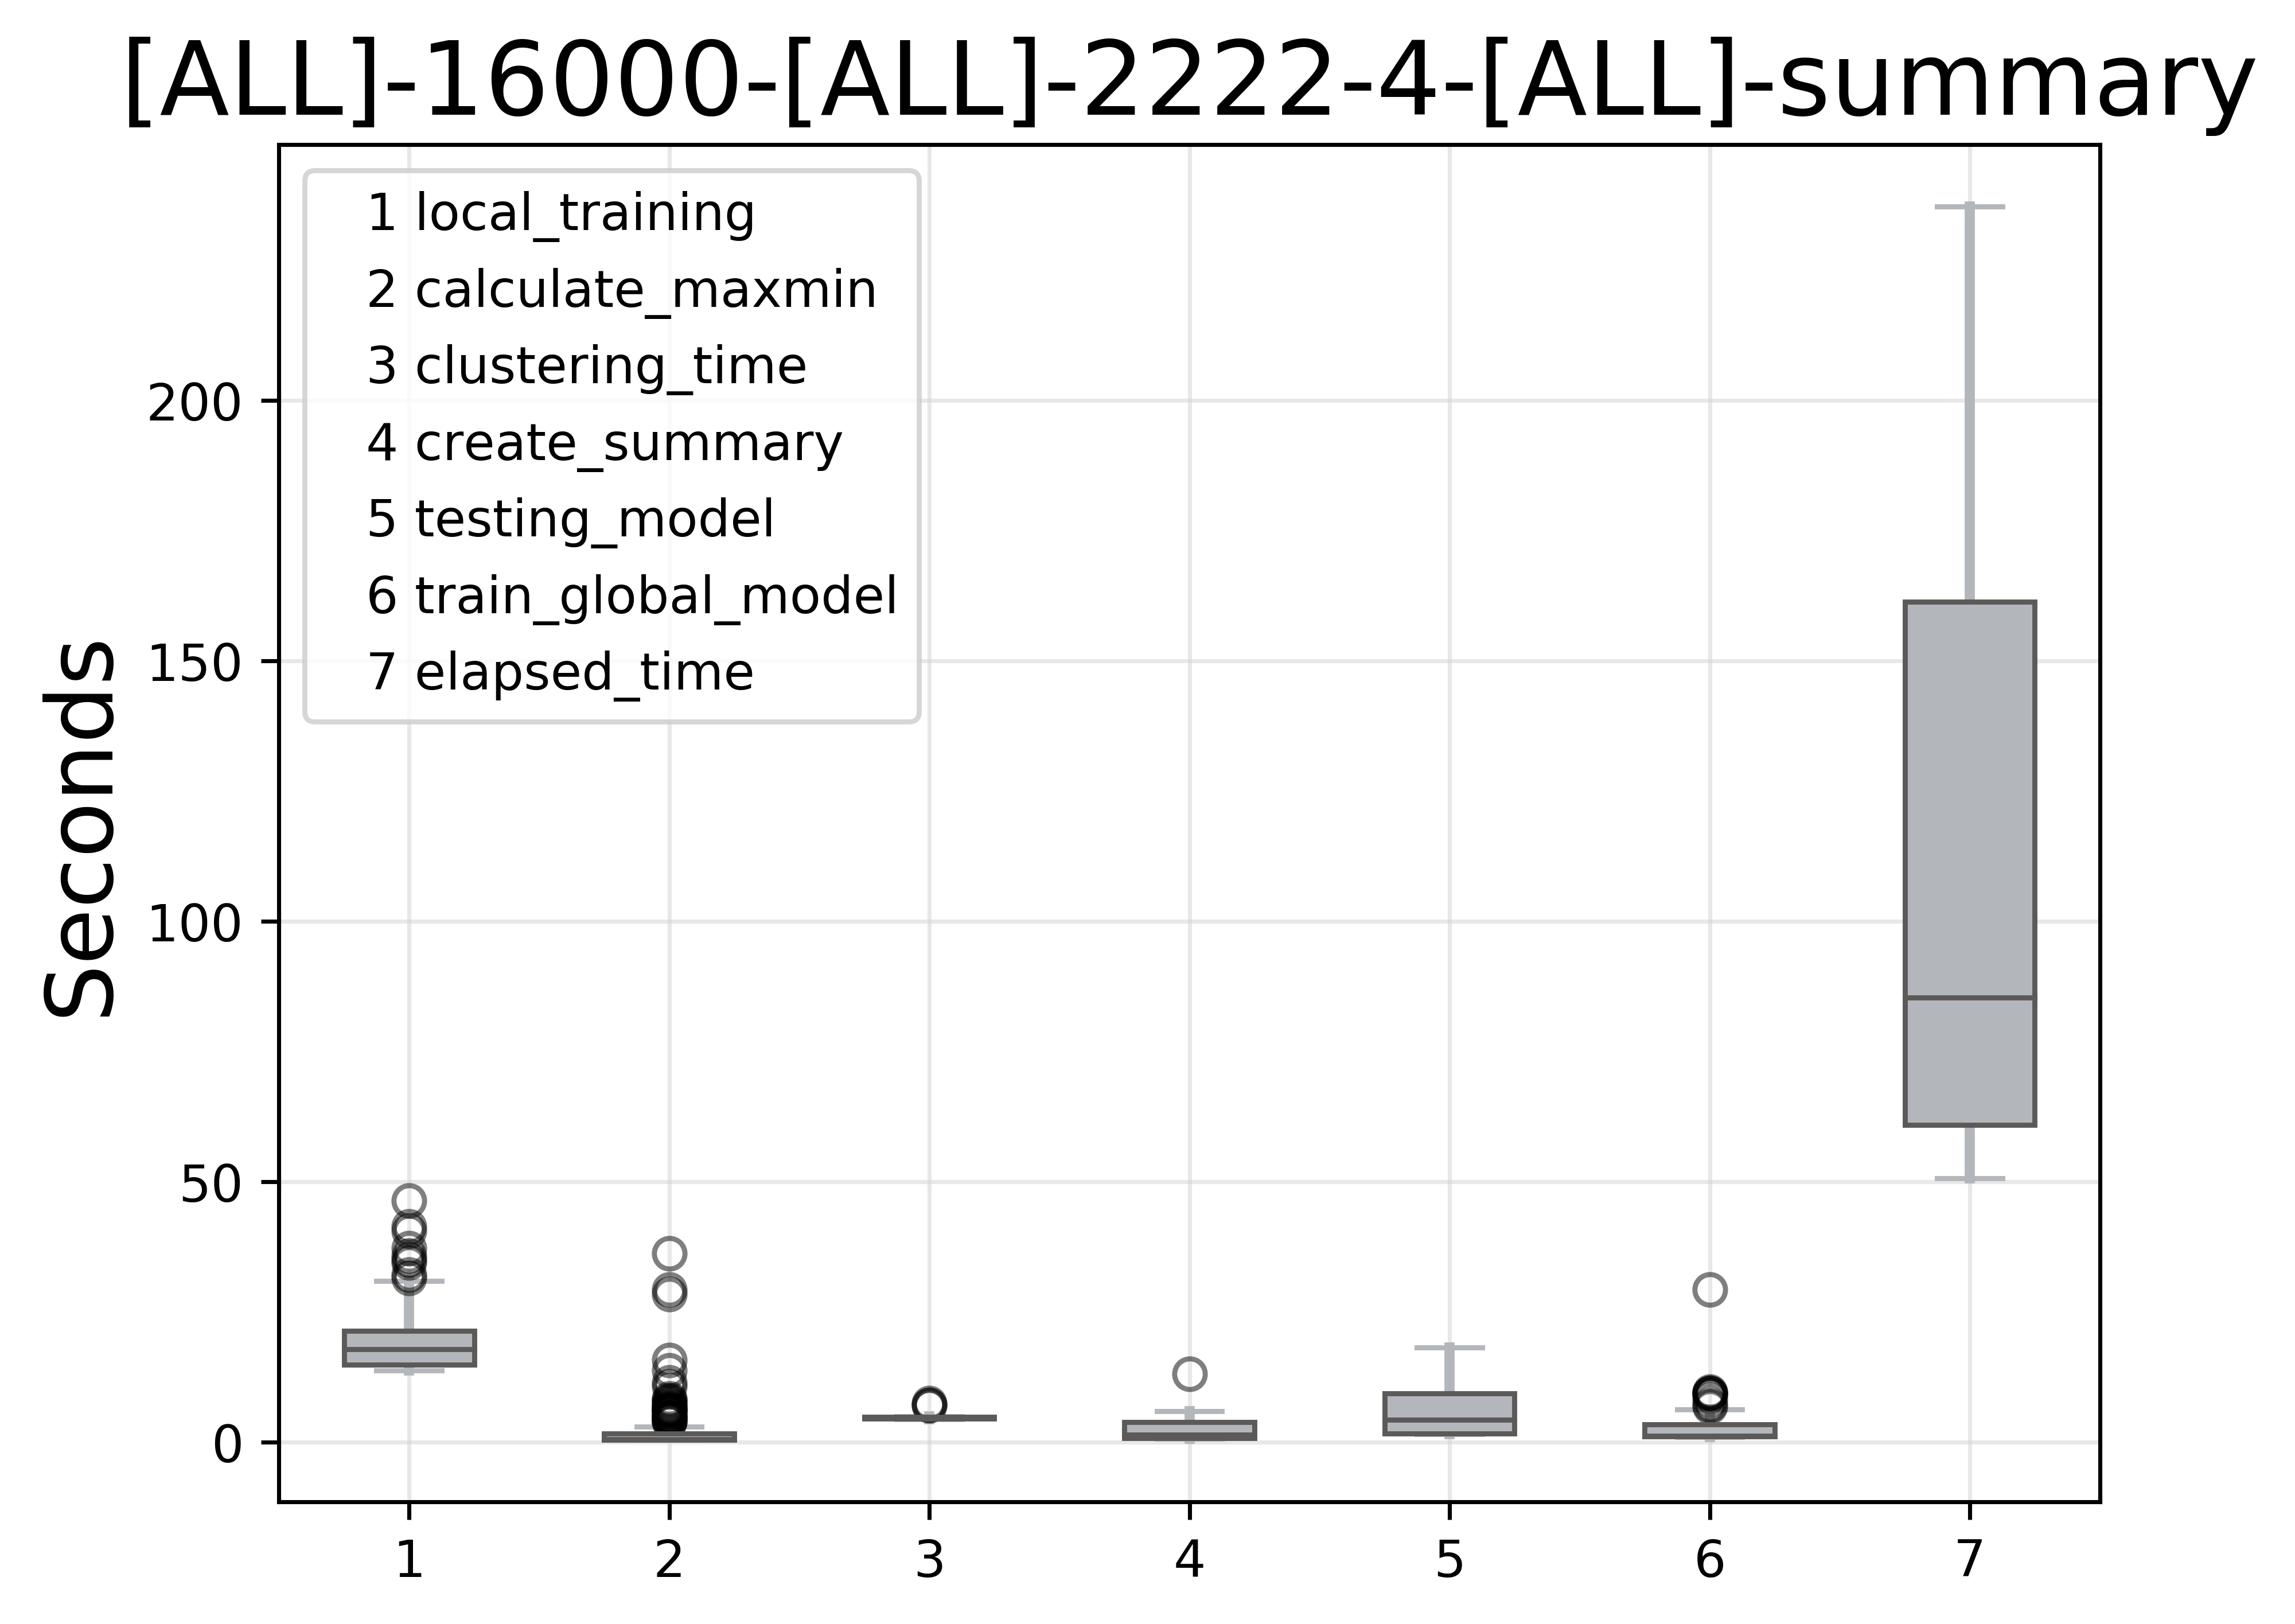 [ALL]-16000-[ALL]-2222-4-[ALL]-summary
1 local_training
2 calculate_maxmin
3 clustering_time
4 create_summary
5 testing_model
6 train_global_model
7 elapsed_time
Seconds
200
150
100
50
0
1 2 3 4 5 6 7